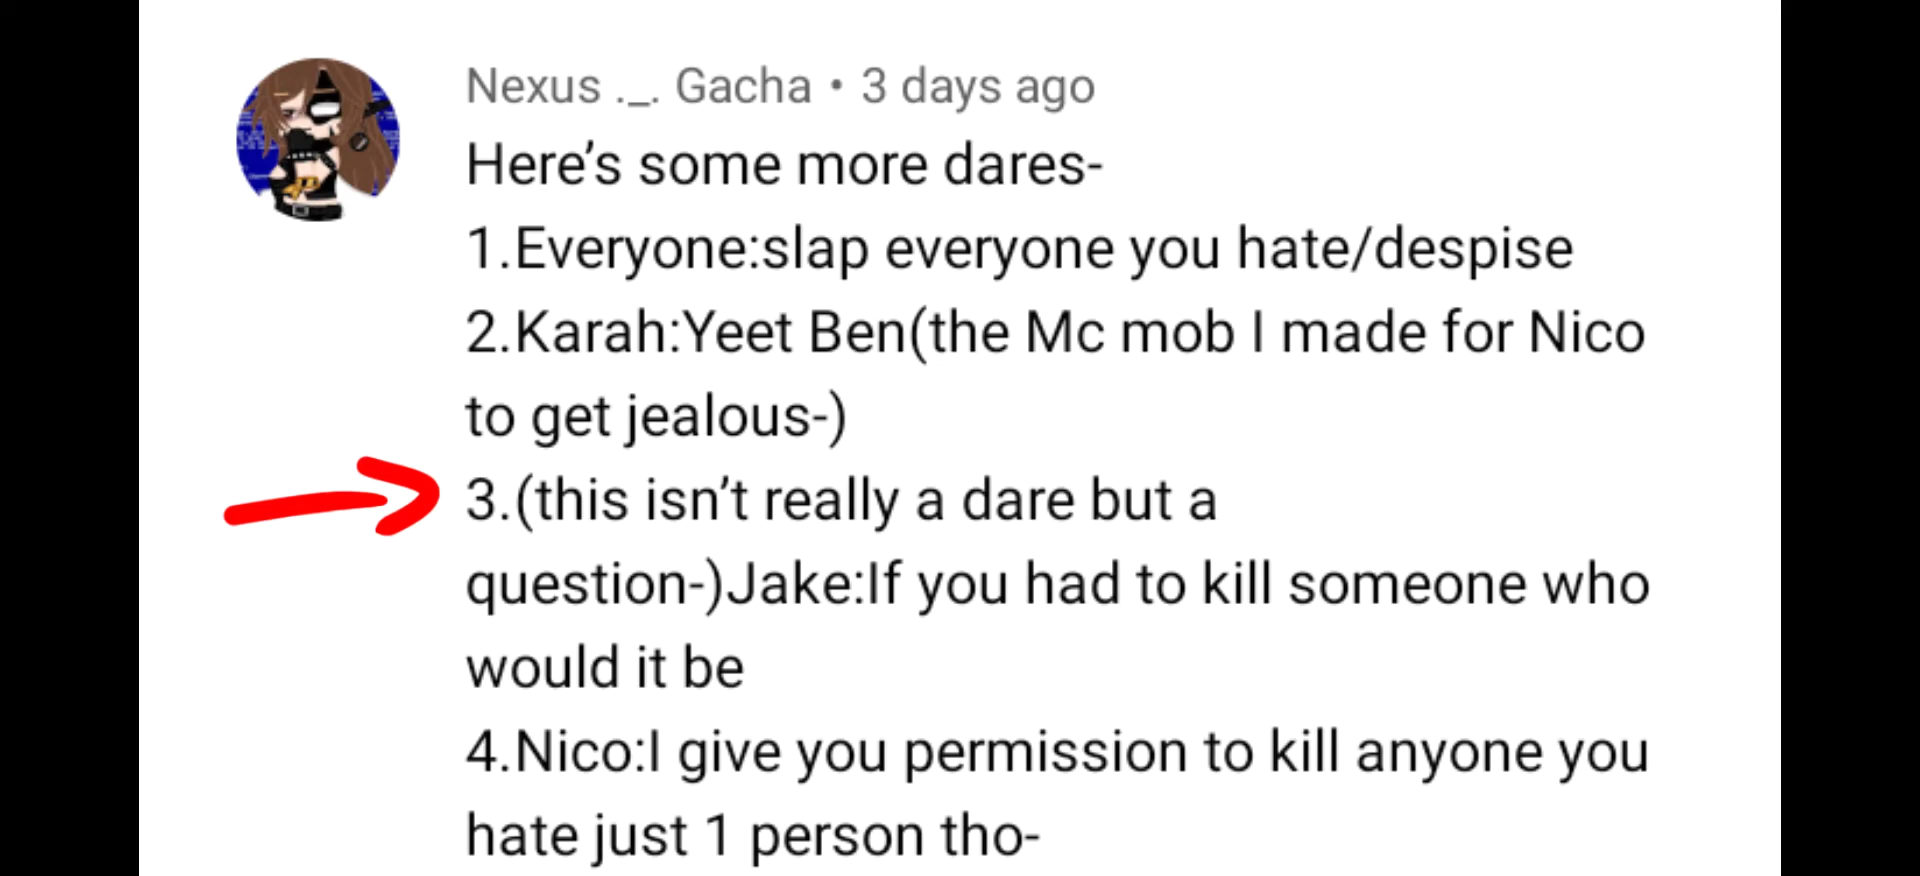 Nexus ._. Gacha • 3 days ago
Here’s some more dares-
1.Everyone:slap everyone you hate/despise
2.Karah:Yeet Ben(the Mc mob I made for Nico
to get jealous-)
3.(this isn’t really a dare but a
question-)Jake:If you had to kill someone who
would it be
4.Nico:I give you permission to kill anyone you
hate just 1 person tho-